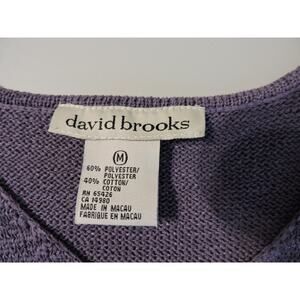 david brooks
M
60% POLYESTER/
POLYESTER
40% COTTON/
COTON
RN 65426
CA 14980
MADE IN MACAU
FABRIQUE EN MACAU